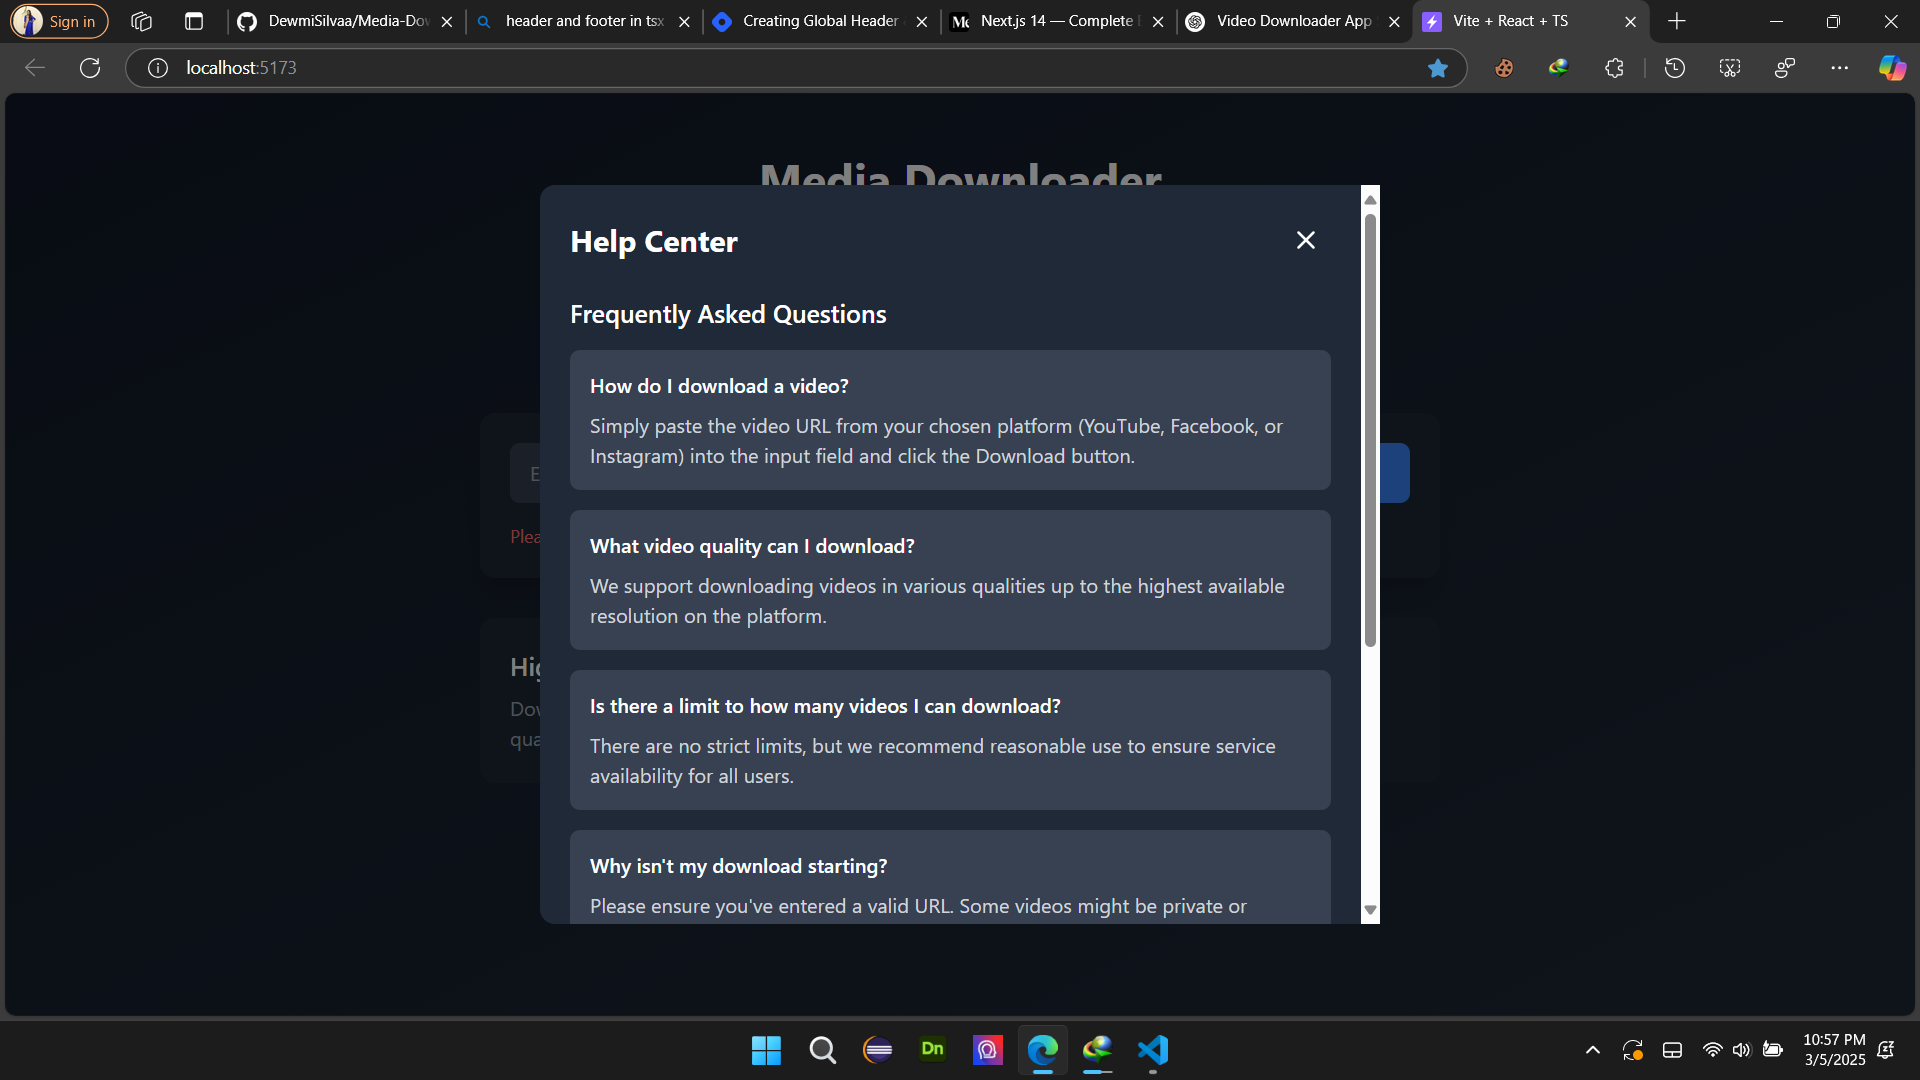 Sign in
DewmiSilvaa/Media-Dov
header and footer in tsx
Creating Global Header
Next.js 14 — Complete
Video Downloader App
Vite + React + TS
localhost:5173
Media Downloader
Help Center
Frequently Asked Questions
How do I download a video?
Simply paste the video URL from your chosen platform (YouTube, Facebook, or
Instagram) into the input field and click the Download button.
E
Plea
What video quality can I download?
We support downloading videos in various qualities up to the highest available
resolution on the platform.
Hig
Dow
qua
Is there a limit to how many videos I can download?
There are no strict limits, but we recommend reasonable use to ensure service
availability for all users.
Why isn't my download starting?
Please ensure you've entered a valid URL. Some videos might be private or
Dn
10:57 PM
3/5/2025